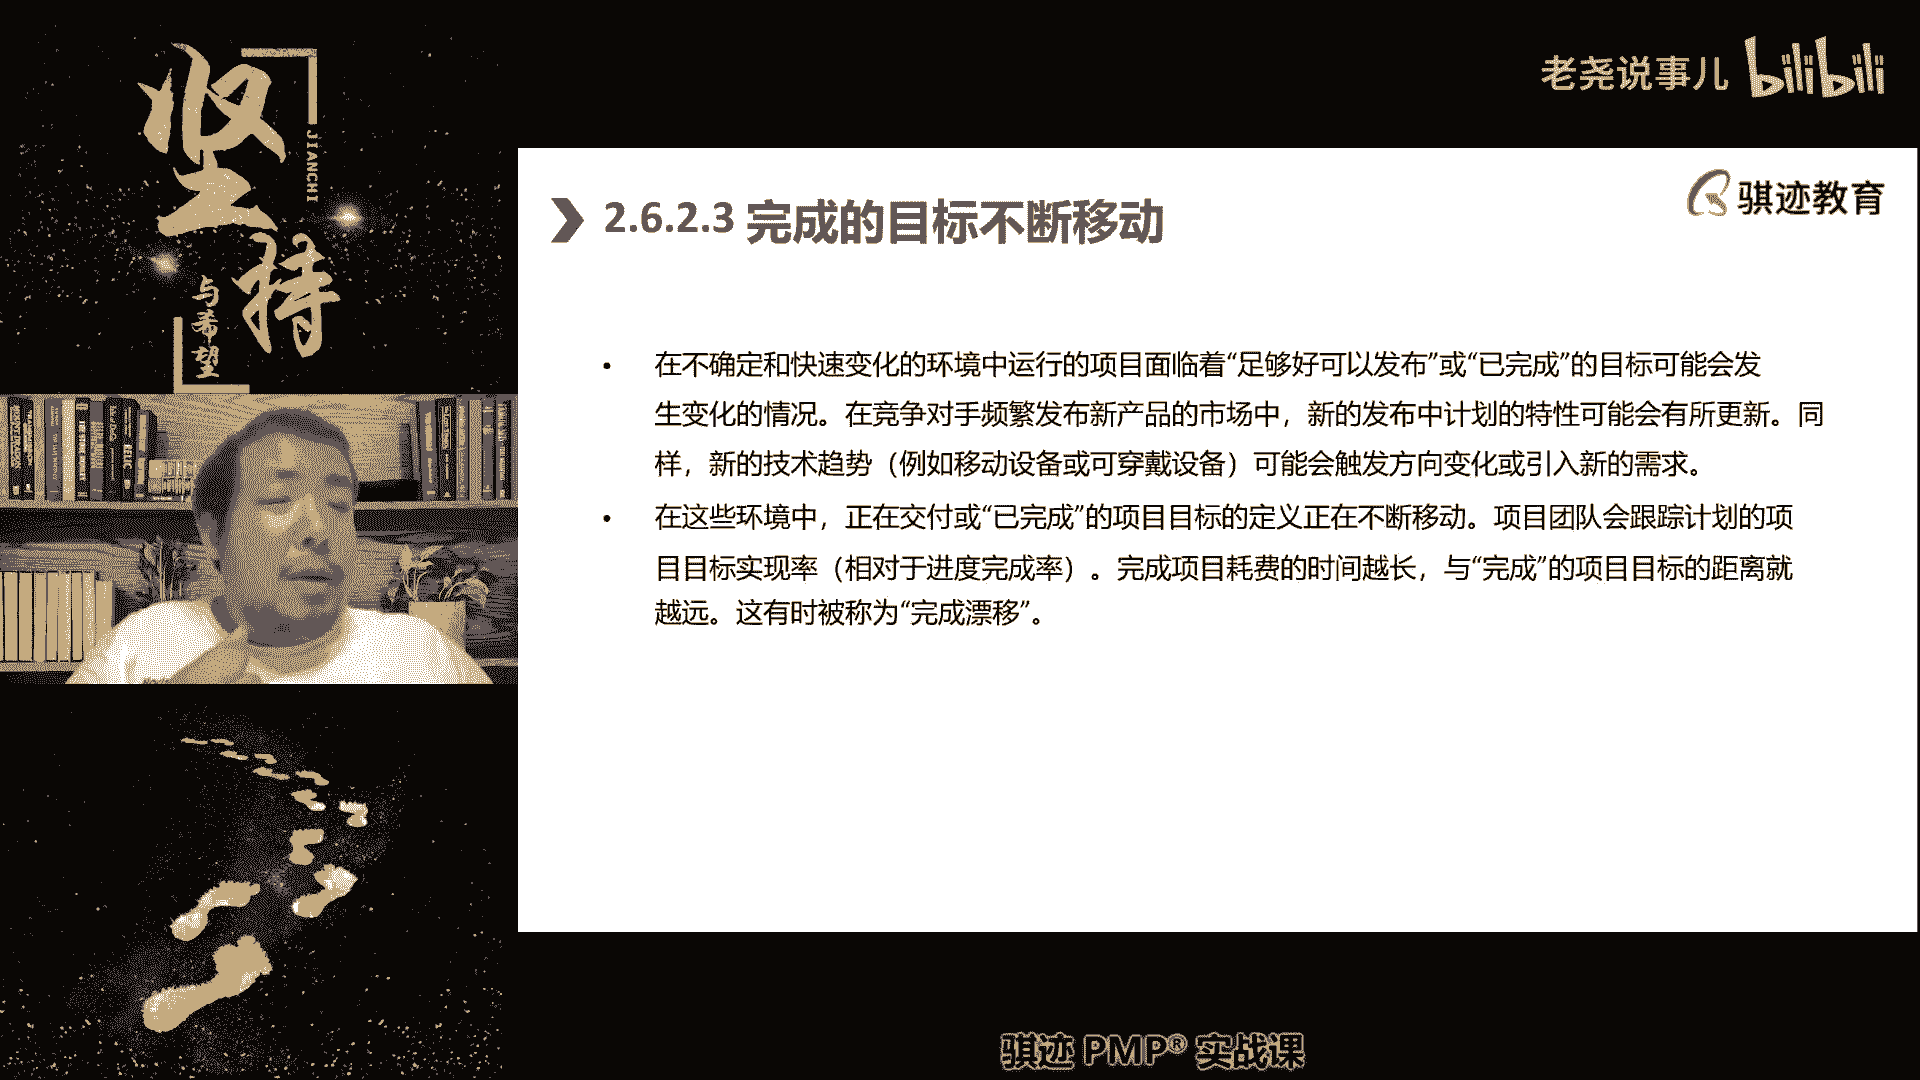 坚持
JIANCHI
与希望
老尧说事儿 bilibili
骐迹教育
2.6.2.3 完成的目标不断移动
• 在不确定和快速变化的环境中运行的项目面临着“足够好可以发布”或“已完成”的目标可能会发
生变化的情况。在竞争对手频繁发布新产品的市场中，新的发布中计划的特性可能会有所更新。同
样，新的技术趋势（例如移动设备或可穿戴设备）可能会触发方向变化或引入新的需求。
• 在这些环境中，正在交付或“已完成”的项目目标的定义正在不断移动。项目团队会跟踪计划的项
目目标实现率（相对于进度完成率）。完成项目耗费的时间越长，与“完成”的项目目标的距离就
越远。这有时被称为“完成漂移”。
骐迹 PMP® 实战课